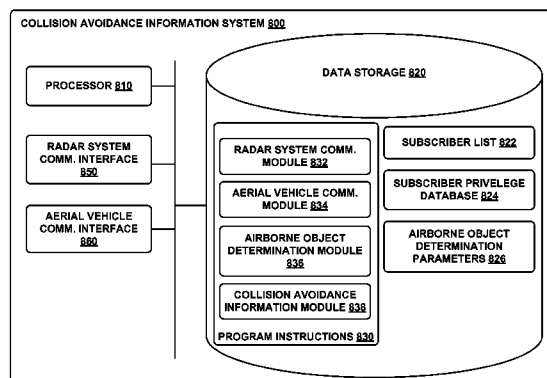 COLLISION AVOIDANCE INFORMATION SYSTEM 800
PROCESSOR 810
RADAR SYSTEM
COMM. INTERFACE
850
AERIAL VEHICLE
COMM. INTERFACE
860
DATA STORAGE 820
RADAR SYSTEM COMM.
MODULE 832
AERIAL VEHICLE COMM.
MODULE 834
AIRBORNE OBJECT
DETERMINATION MODULE
836
COLLISION AVOIDANCE
INFORMATION MODULE 838
PROGRAM INSTRUCTIONS 830
SUBSCRIBER LIST 822
SUBSCRIBER PRIVELEGE
DATABASE 824
AIRBORNE OBJECT
DETERMINATION
PARAMETERS 826